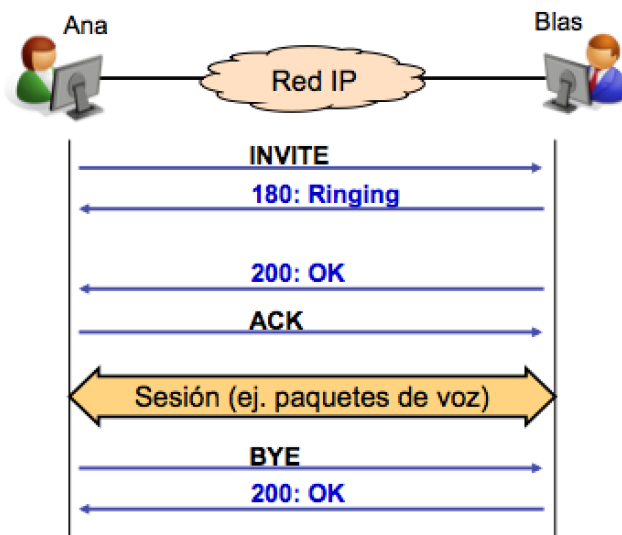 Ana
Blas
Red IP
INVITE
180: Ringing
200: OK
ACK
Sesión (ej. paquetes de voz)
BYE
200: OK